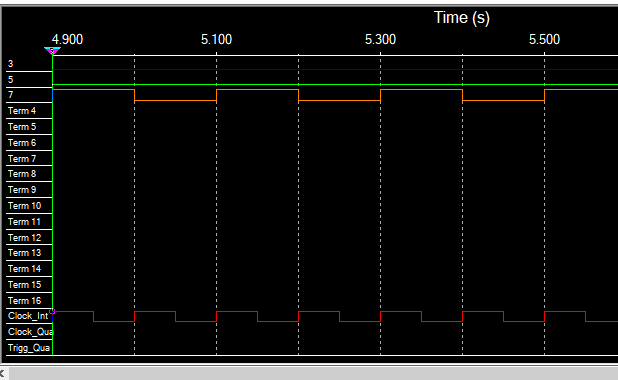 Time (s)
4.900 5.100 5.300 5.500
3
5
7
Term 4
Term 5
Term 6
Term 7
Term 8
Term 9
Term 10
Term 11
Term 12
Term 13
Term 14
Term 15
Term 16
Clock_Int
Clock_Qua
Trigg_Qua